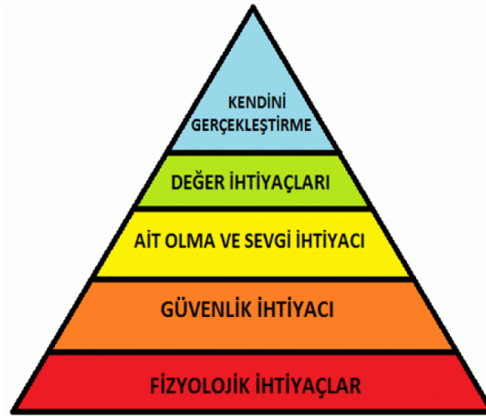 KENDİNİ
GERÇEKLEŞTİRME
DEĞER İHTİYAÇLARI
AİT OLMA VE SEVGİ İHTİYACI
GÜVENLİK İHTİYACI
FİZYOLOJİK İHTİYAÇLAR